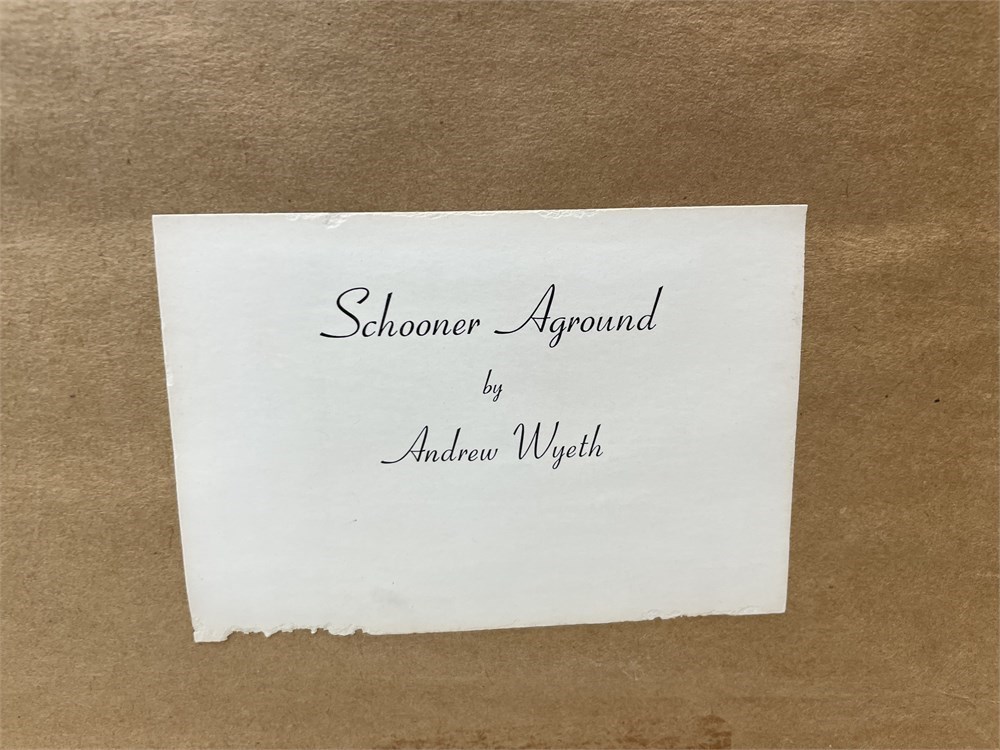 Schooner Aground
by
Andrew Wyeth